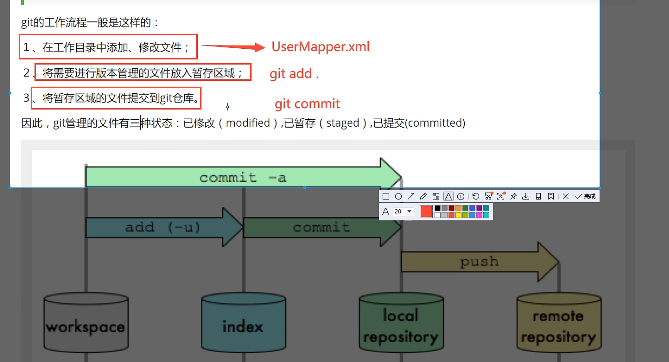 git的工作流程一般是这样的：
1、在工作目录中添加、修改文件； UserMapper.xml
2、将需要进行版本管理的文件放入暂存区域； git add .
3、将暂存区域的文件提交到git仓库。 git commit
因此，git管理的文件有三种状态：已修改（modified）,已暂存（staged）,已提交(committed)
commit -a
A 20 完成
add (-u) commit
push
workspace index local repository remote repository